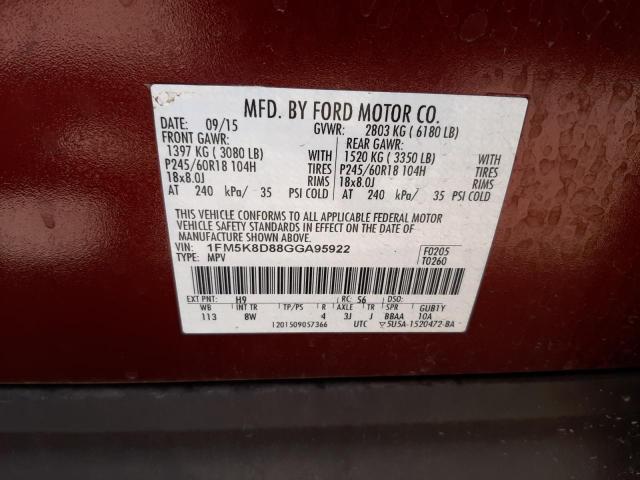 MFD. BY FORD MOTOR CO.
DATE: 09/15 GVWR: 2803 KG ( 6180 LB)
FRONT GAWR: REAR GAWR:
1397 KG ( 3080 LB) WITH 1520 KG ( 3350 LB) WITH
P245/60R18 104H TIRES P245/60R18 104H TIRES
18x8.0J RIMS 18x8.0J RIMS
AT 240 kPa/ 35 PSI COLD AT 240 kPa/ 35 PSI COLD
THIS VEHICLE CONFORMS TO ALL APPLICABLE FEDERAL MOTOR
VEHICLE SAFETY STANDARDS IN EFFECT ON THE DATE OF
MANUFACTURE SHOWN ABOVE.
VIN: 1FM5K8D88GGA95922 F0205
TYPE: MPV T0260
EXT PNT: H9 RC: 56 DSO:
WB INT TR TP/PS R AXLE TR SPR GUB1Y
113 8W 4 3J J BBAA 10A
1201509057366 UTC 5U5A-1520472-BA